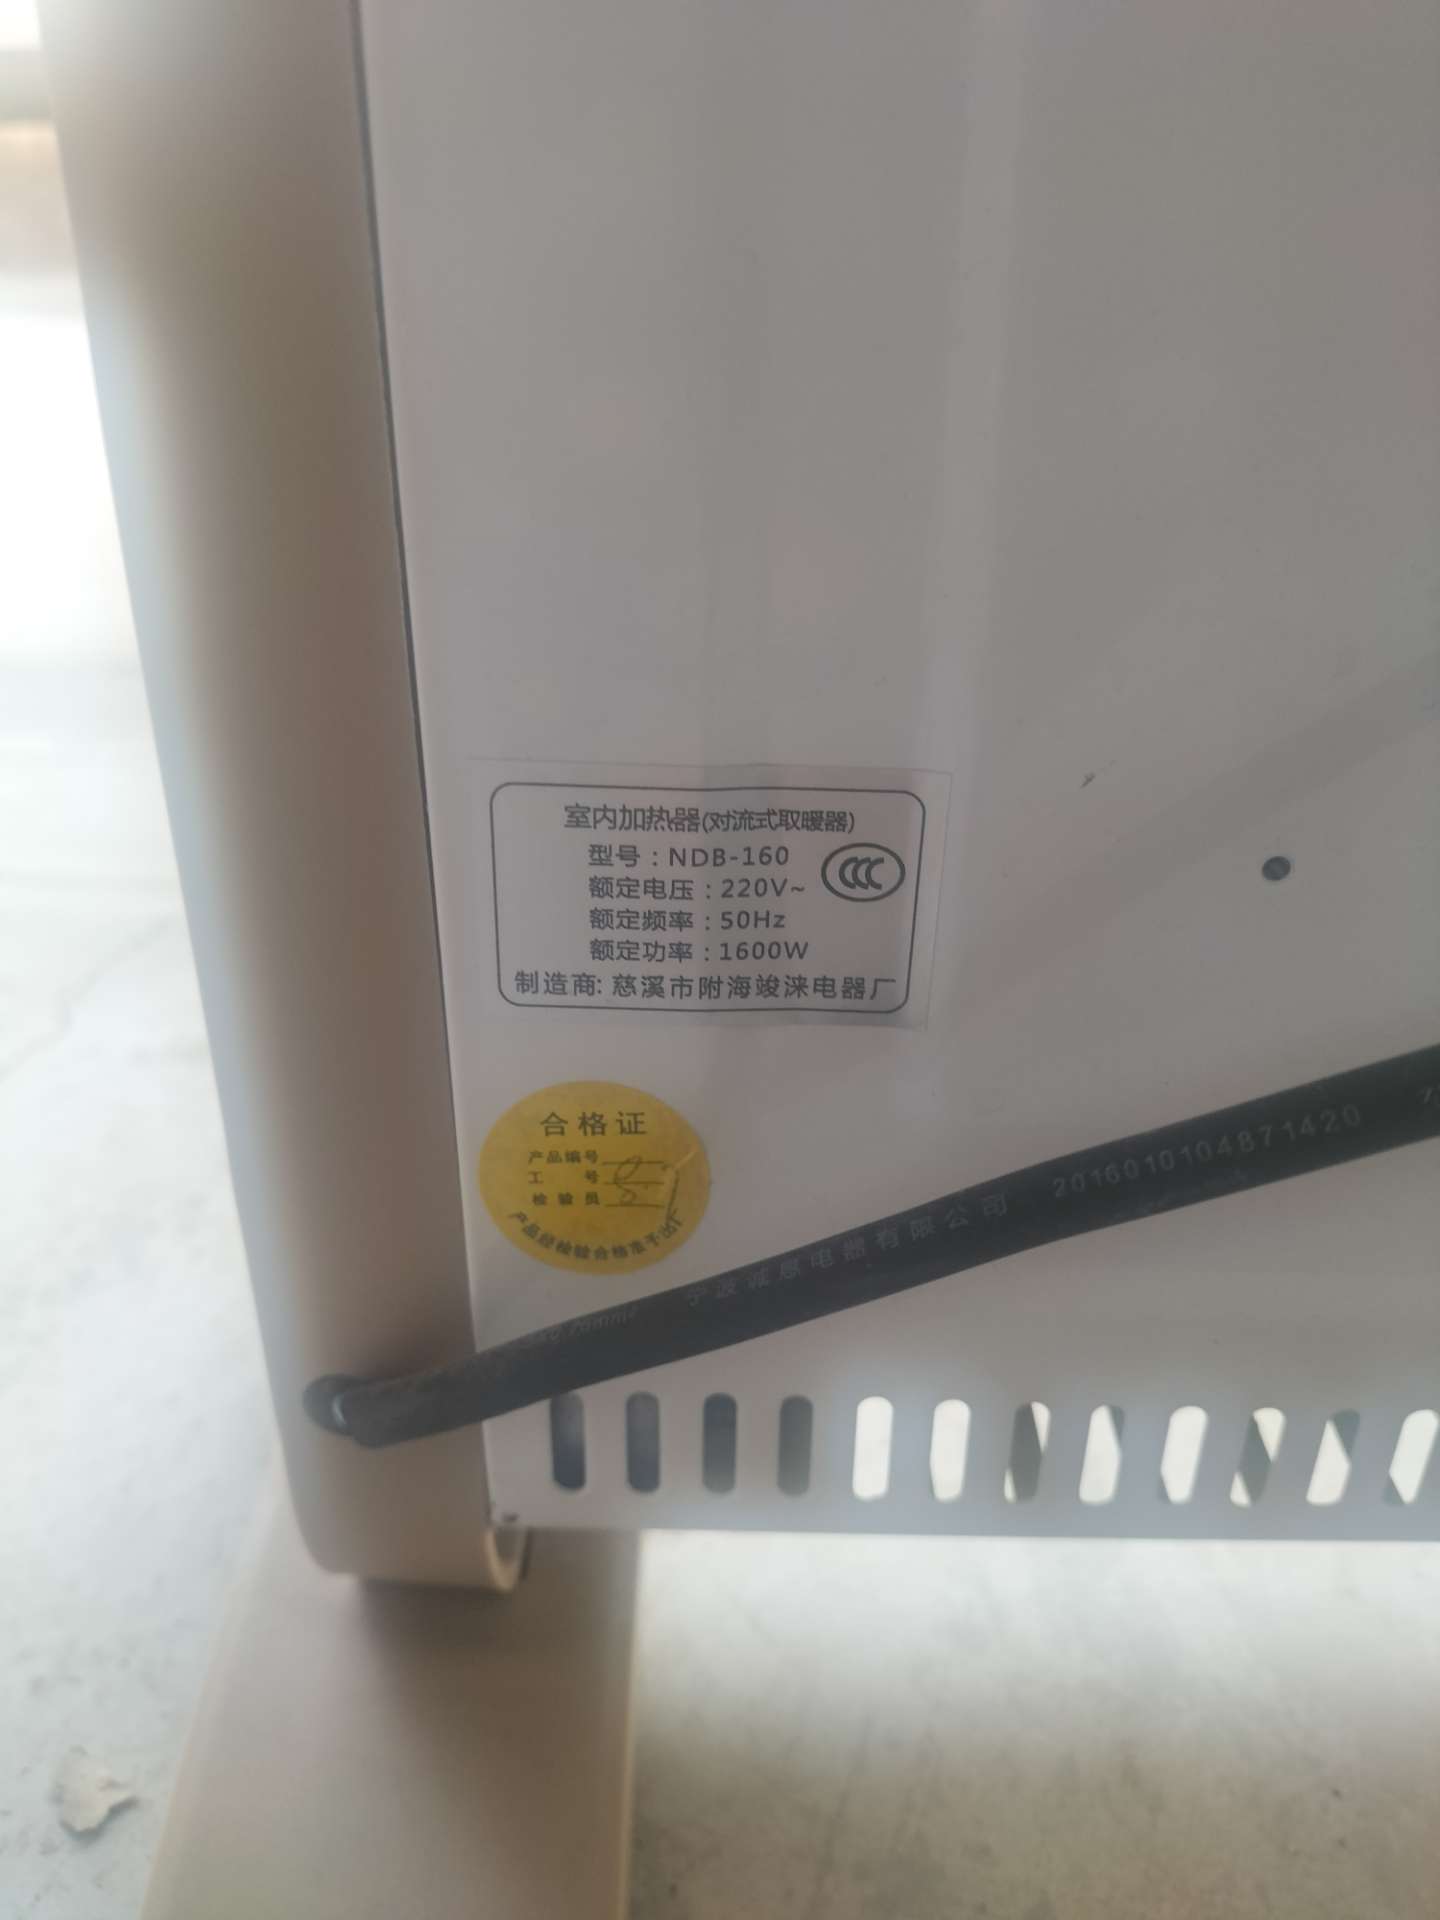 室内加热器(对流式取暖器)
型号：NDB-160
CCC
额定电压：220V~
额定频率：50Hz
额定功率：1600W
制造商: 慈溪市附海竣涞电器厂
合格证
产品编号
工 号
检验员
产品经检验合格准予出厂
0.75mm² 宁波诚恩电器有限公司 2016010104871420